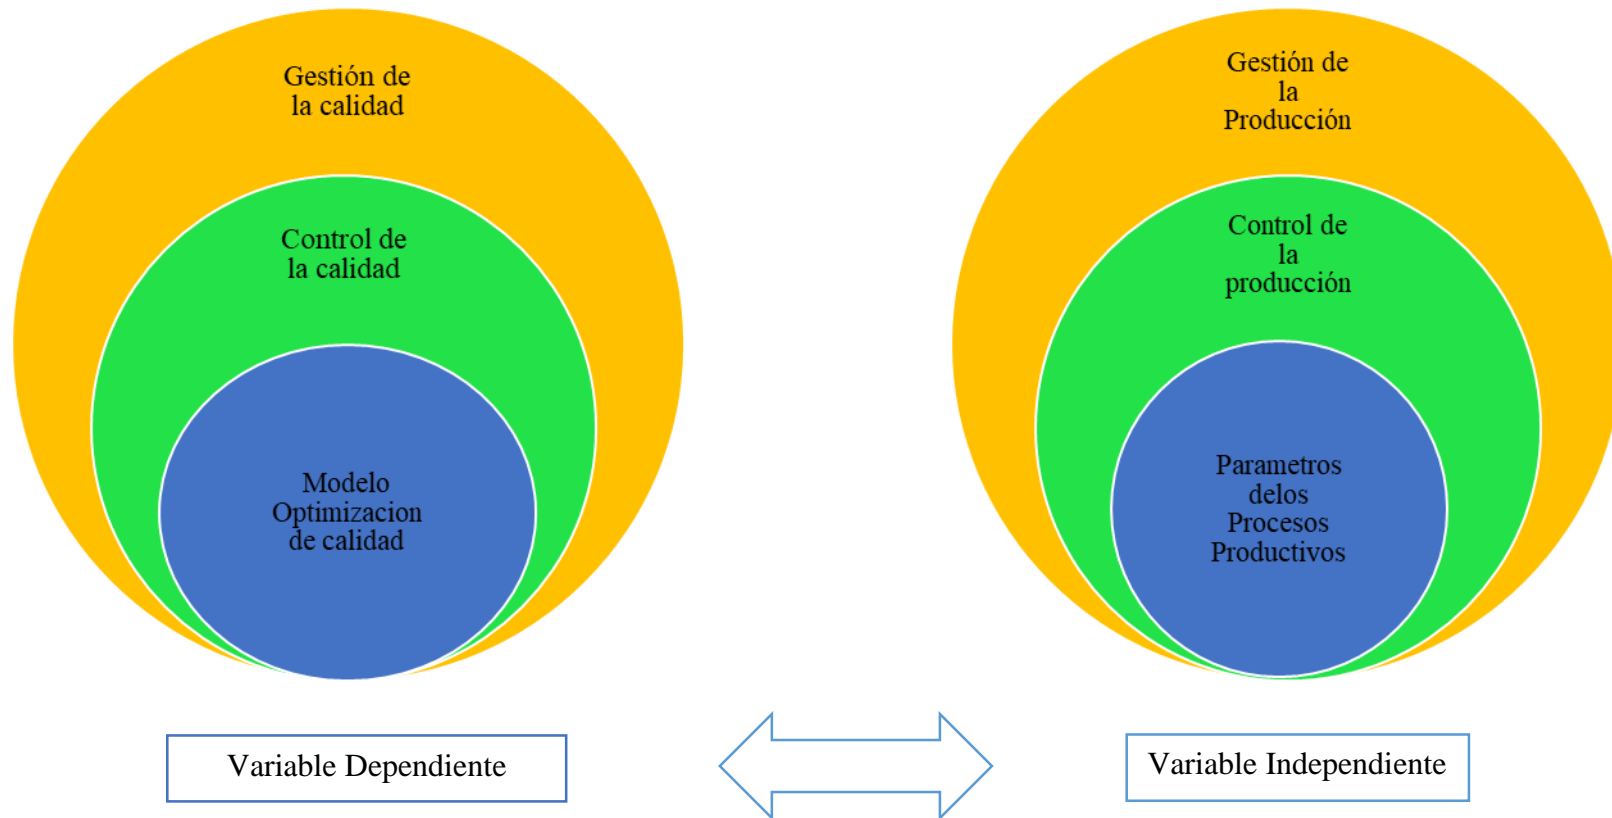 Gestión de
la calidad
Control de
la calidad
Modelo
Optimizacion
de calidad
Variable Dependiente
Gestión de
la
Producción
Control de
la
producción
Parametros
delos
Procesos
Productivos
Variable Independiente